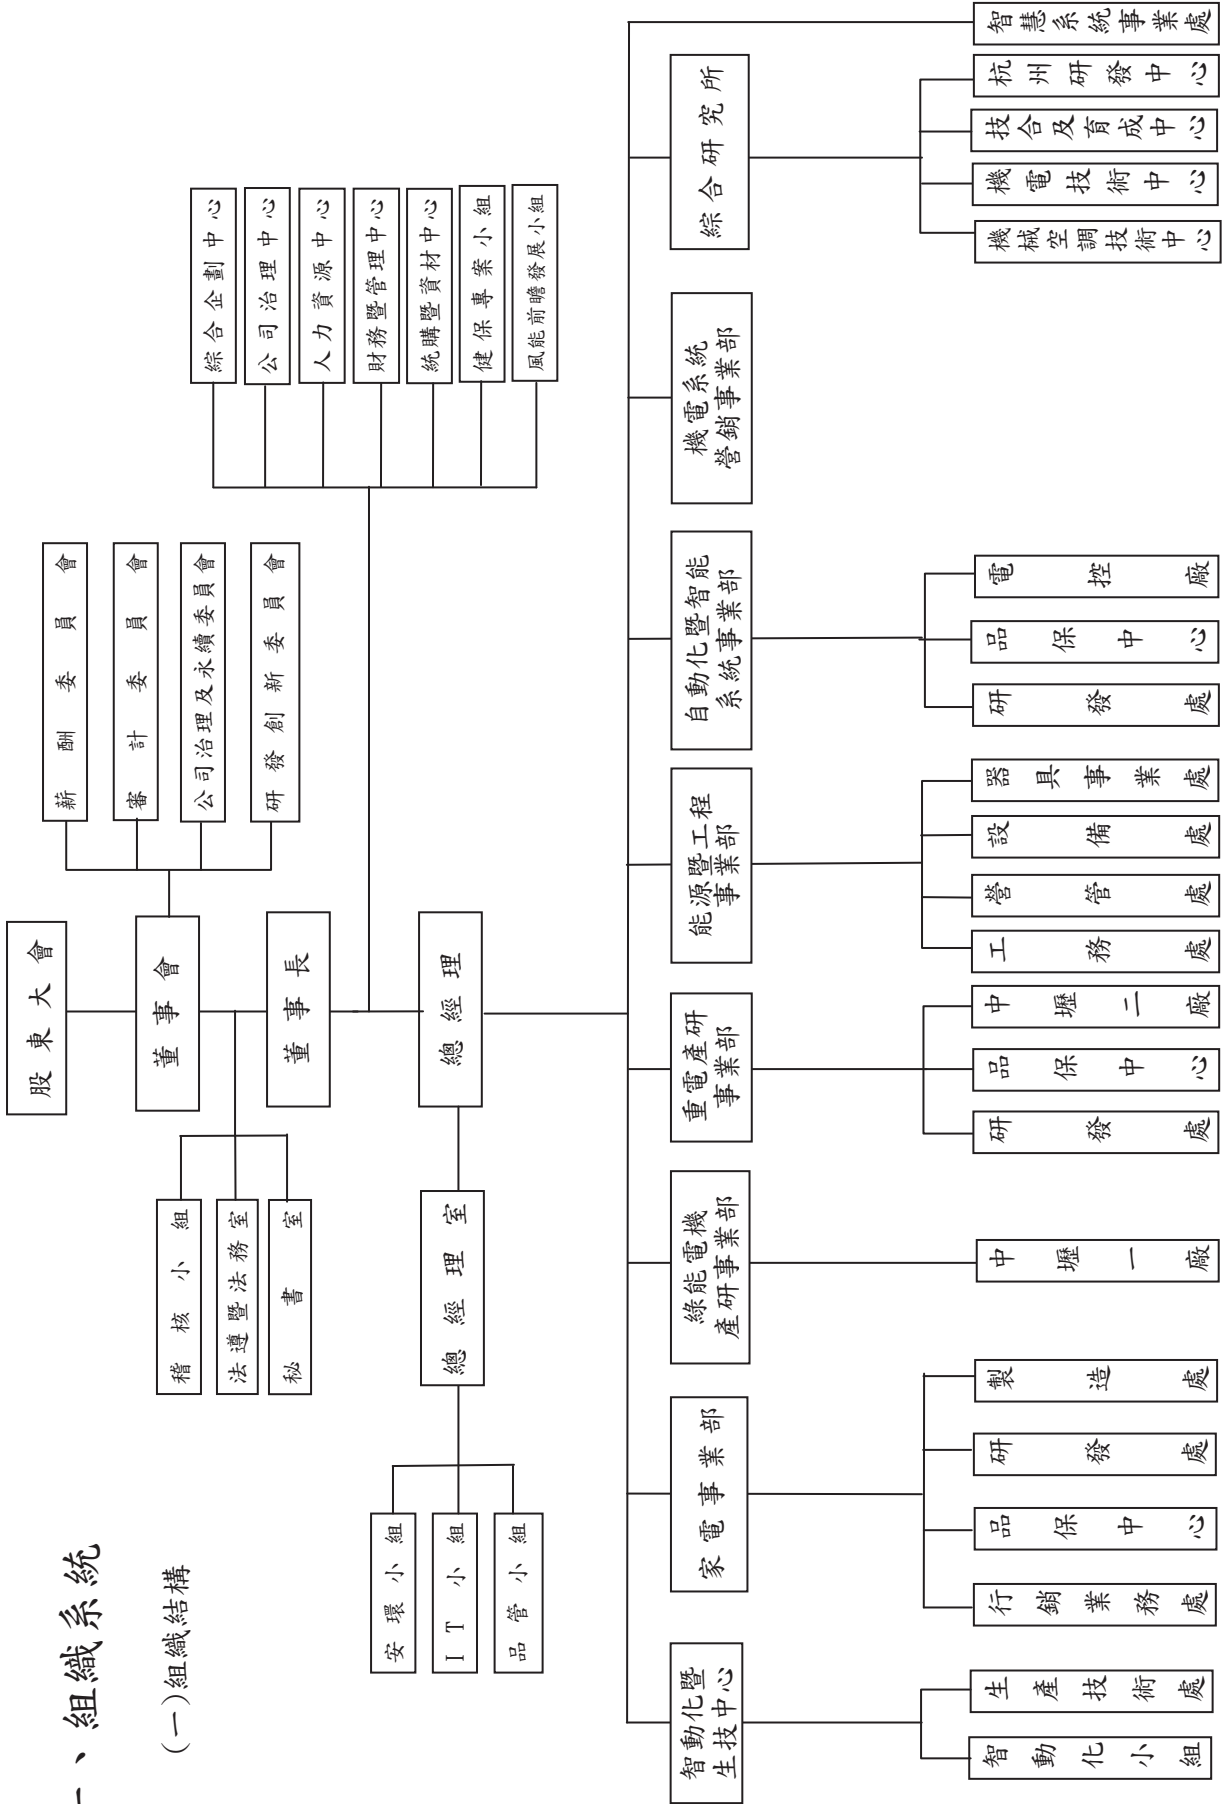 一、組織系統
(一)組織結構
股東大會
董事會
薪酬委員會
審計委員會
公司治理及永續委員會
研發創新委員會
稽核小組
法遵暨法務室
秘書室
董事長
綜合企劃中心
公司治理中心
人力資源中心
財務暨管理中心
統購暨資材中心
健保專案小組
風能前瞻發展小組
總經理
總經理室
安環小組
IT小組
品管小組
智動化暨
生技中心
家電事業部
綠能電機
產研事業部
重電產研
事業部
能源暨工程
事業部
自動化暨智能
系統事業部
機電系統
營銷事業部
綜合研究所
智動化小組
生產技術處
行銷業務處
品保中心
研發處
製造處
中壢一廠
研發處
品保中心
中壢二廠
工務處
營管處
設備處
器具事業處
研發處
品保中心
電控廠
機械空調技術中心
機電技術中心
技合及育成中心
杭州研發中心
智慧系統事業處